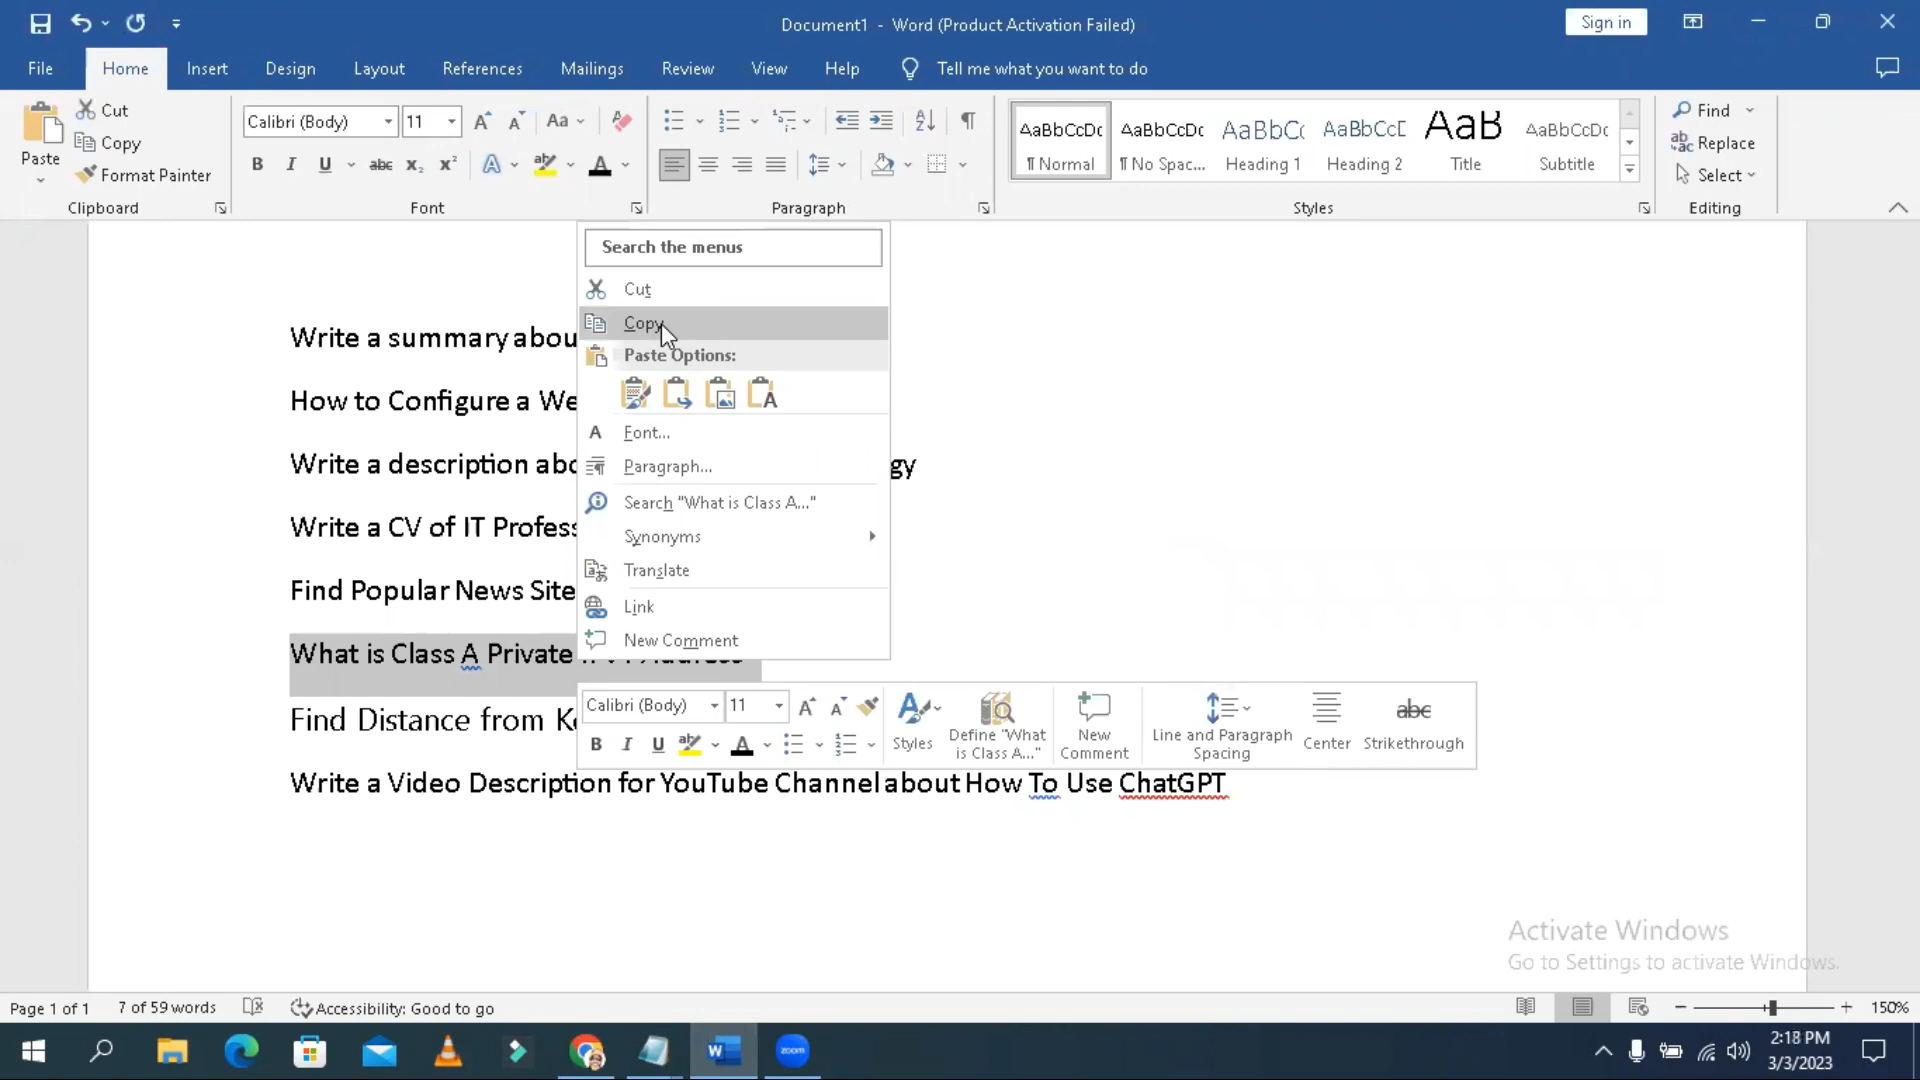 Document1 - Word (Product Activation Failed)
Sign in
File Home Insert Design Layout References Mailings Review View Help Tell me what you want to do
Paste
Cut
Copy
Format Painter
Clipboard
Calibri (Body) 11
Font
Paragraph
AaBbCcDc AaBbCcDc AaBbCc AaBbCcE AaB AaBbCcDc
¶ Normal ¶ No Spac... Heading 1 Heading 2 Title Subtitle
Styles
Find
Replace
Select
Editing
Search the menus
Cut
Copy
Paste Options:
Font...
Paragraph...
Search "What is Class A..."
Synonyms
Translate
Link
New Comment
Write a summary abou
How to Configure a We
Write a description abo gy
Write a CV of IT Profess
Find Popular News Site
What is Class A Private
Find Distance from K
Write a Video Description for YouTube Channel about How To Use ChatGPT
Calibri (Body) 11
Styles
Define "What is Class A..."
New Comment
Line and Paragraph Spacing
Center
Strikethrough
Activate Windows
Go to Settings to activate Windows.
Page 1 of 1 7 of 59 words Accessibility: Good to go 150%
zoom
2:18 PM
3/3/2023